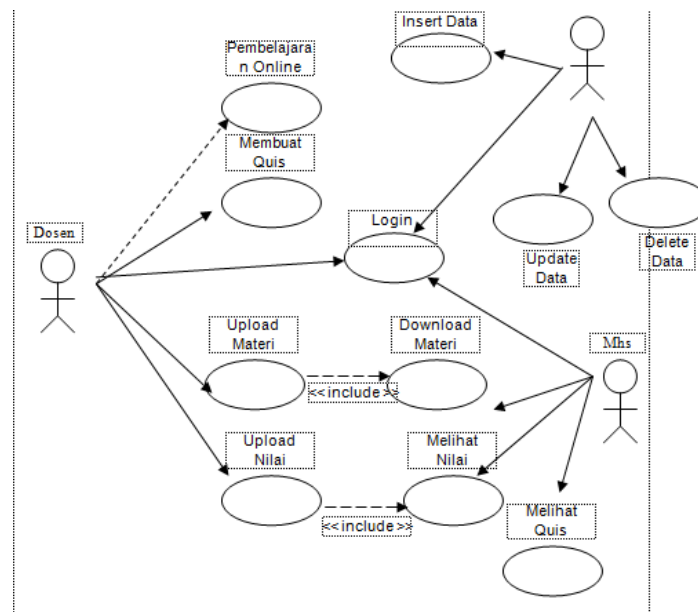 Insert Data
Pembelajara
n Online
Membuat
Quis
Login
Dosen
Update
Data
Delete
Data
Upload
Materi
Download
Materi
Mhs
<<include>>
Upload
Nilai
Melihat
Nilai
<<include>>
Melihat
Quis